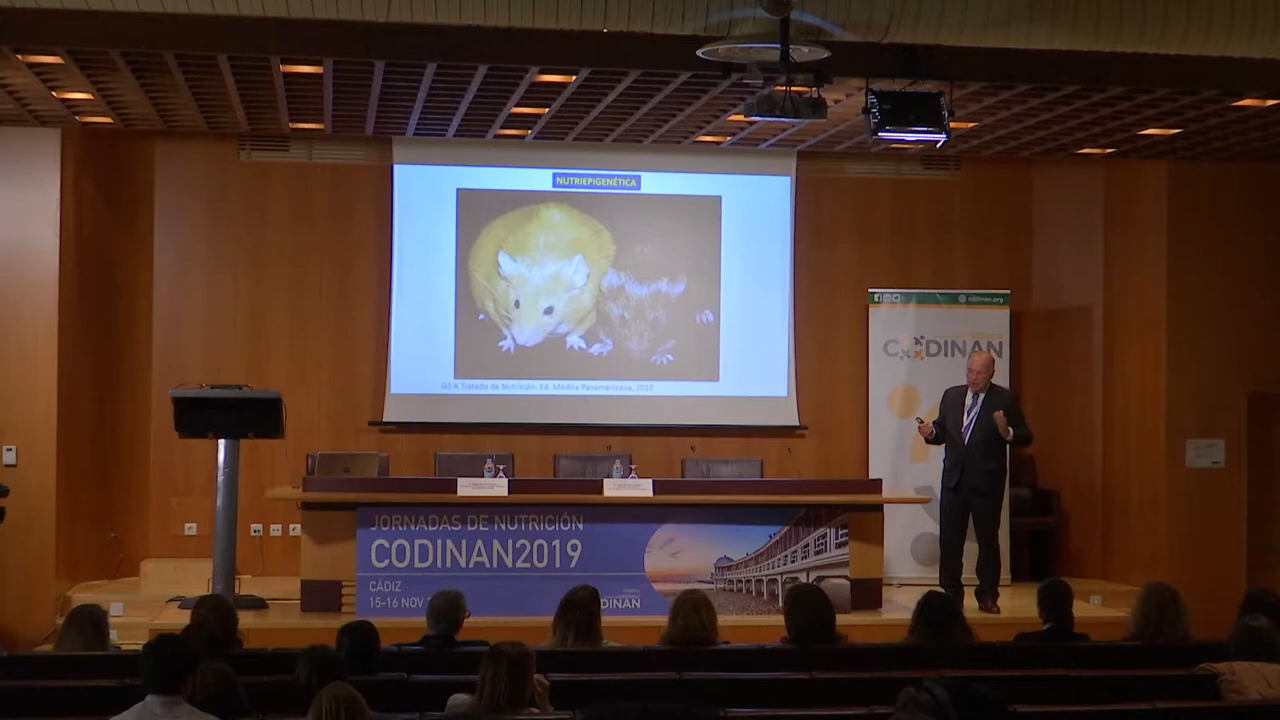 NUTRIEPIGENÉTICA
Gil A Tratado de Nutrición. Ed. Médica Panamericana, 2010
codinan.org
CODINAN
JORNADAS DE NUTRICIÓN
CODINAN2019
CÁDIZ
15-16 NOV
DINAN